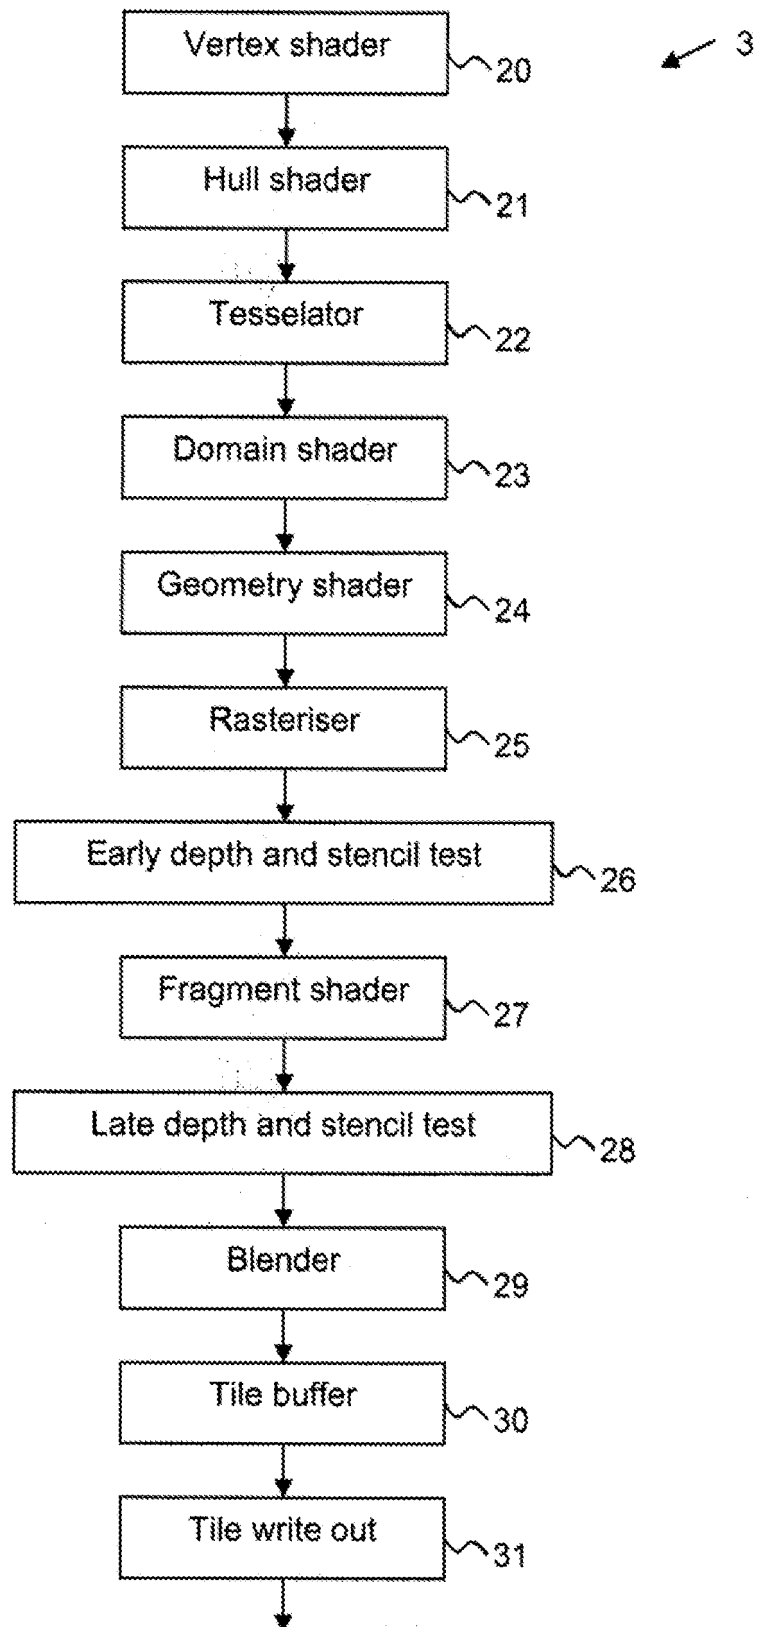 Vertex shader
20
3
Hull shader
21
Tesselator
22
Domain shader
23
Geometry shader
24
Rasteriser
25
Early depth and stencil test
26
Fragment shader
27
Late depth and stencil test
28
Blender
29
Tile buffer
30
Tile write out
31